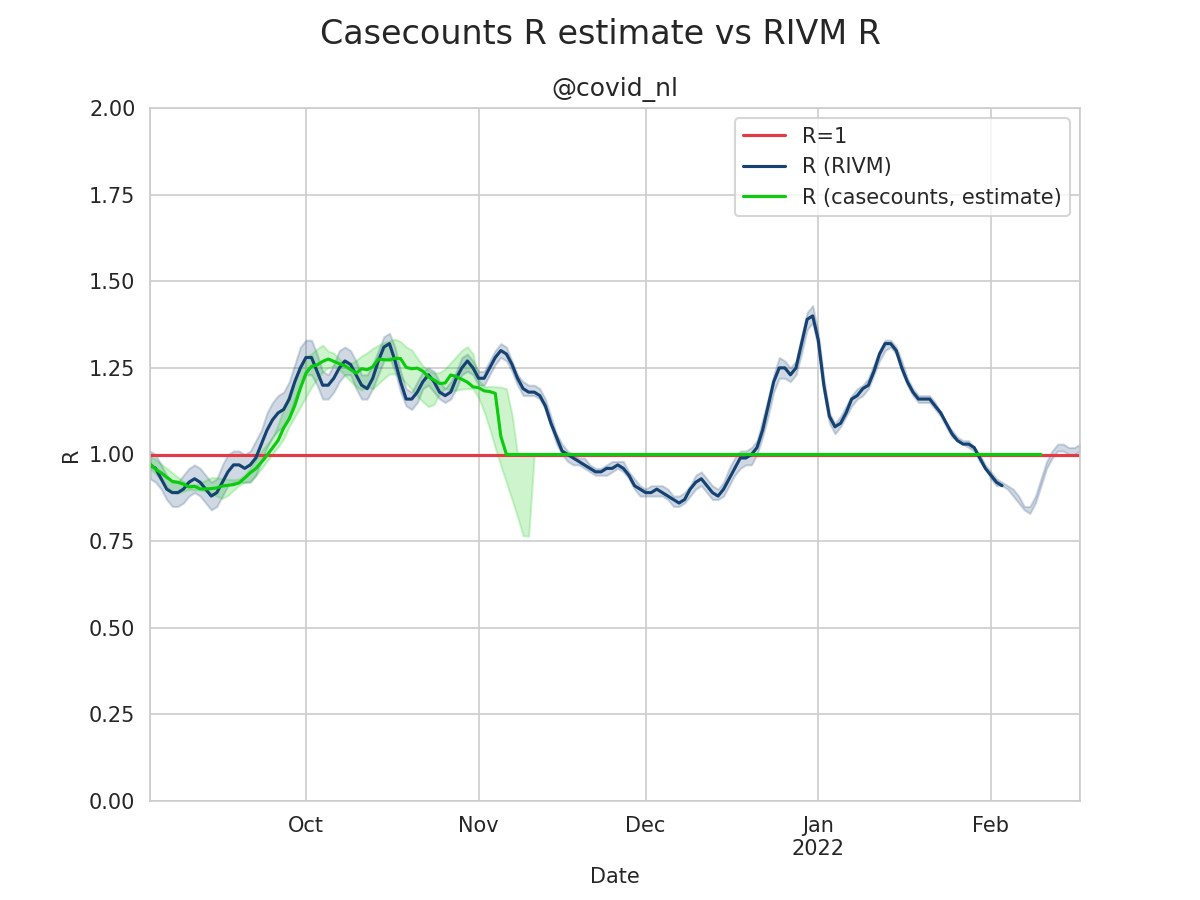 Casecounts R estimate vs RIVM R
@covid_nl
2.00
1.75
1.50
1.25
1.00
0.75
0.50
0.25
0.00
R
R=1
R (RIVM)
R (casecounts, estimate)
Oct
Nov
Dec
Jan
2022
Feb
Date